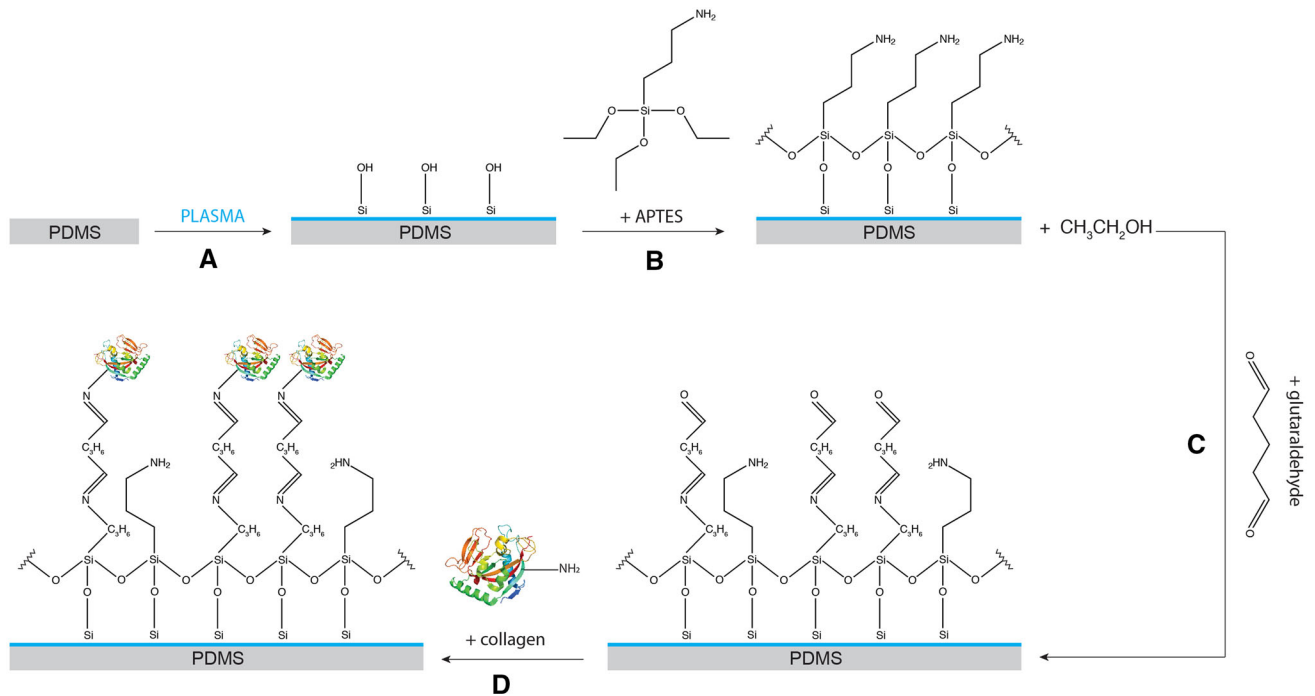 NH₂
Si
O
O
O
NH₂ NH₂ NH₂
Si Si Si
O O O O
O O O
Si Si Si
OH OH OH
Si Si Si
PDMS
PLASMA
A
PDMS
+ APTES
B
PDMS
+ CH₃CH₂OH
O
O
+ glutaraldehyde
C
O O O
C₃H₆ C₃H₆ C₃H₆
NH₂ ₂HN
N N N
C₃H₆ C₃H₆ C₃H₆
Si Si Si Si Si
O O O O O O
O O O O O
Si Si Si Si Si
PDMS
NH₂
+ collagen
D
N N N
C₃H₆ C₃H₆ C₃H₆
NH₂ ₂HN
N N N
C₃H₆ C₃H₆ C₃H₆
Si Si Si Si Si
O O O O O O
O O O O O
Si Si Si Si Si
PDMS